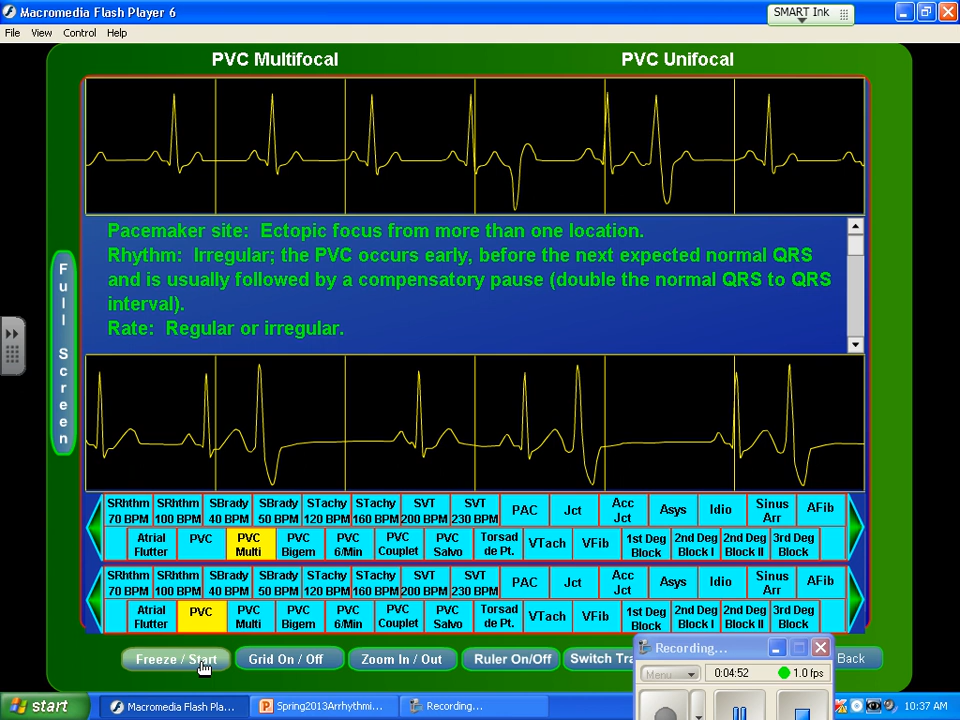 Macromedia Flash Player 6
SMART Ink
File View Control Help
PVC Multifocal PVC Unifocal
Pacemaker site: Ectopic focus from more than one location.
Rhythm: Irregular; the PVC occurs early, before the next expected normal QRS
and is usually followed by a compensatory pause (double the normal QRS to QRS
interval).
Rate: Regular or irregular.
Full Screen
SRhthm SRhthm SBrady SBrady STachy STachy SVT SVT PAC Jct Acc Asys Idio Sinus AFib
70 BPM 100 BPM 40 BPM 50 BPM 120 BPM 160 BPM 200 BPM 230 BPM Jct Arr
Atrial PVC PVC PVC PVC PVC PVC Torsad VTach VFib 1st Deg 2nd Deg 2nd Deg 3rd Deg
Flutter Multi Bigem 6/Min Couplet Salvo de Pt. Block Block I Block II Block
SRhthm SRhthm SBrady SBrady STachy STachy SVT SVT PAC Jct Acc Asys Idio Sinus AFib
70 BPM 100 BPM 40 BPM 50 BPM 120 BPM 160 BPM 200 BPM 230 BPM Jct Arr
Atrial PVC PVC PVC PVC PVC PVC Torsad VTach VFib 1st Deg 2nd Deg 2nd Deg 3rd Deg
Flutter Multi Bigem 6/Min Couplet Salvo de Pt. Block Block I Block II Block
Freeze / Start Grid On / Off Zoom In / Out Ruler On/Off Switch Tra Back
Recording...
Menu 0:04:52 1.0 fps
start Macromedia Flash Pla... Spring2013Arrhythmi... Recording... 10:37 AM